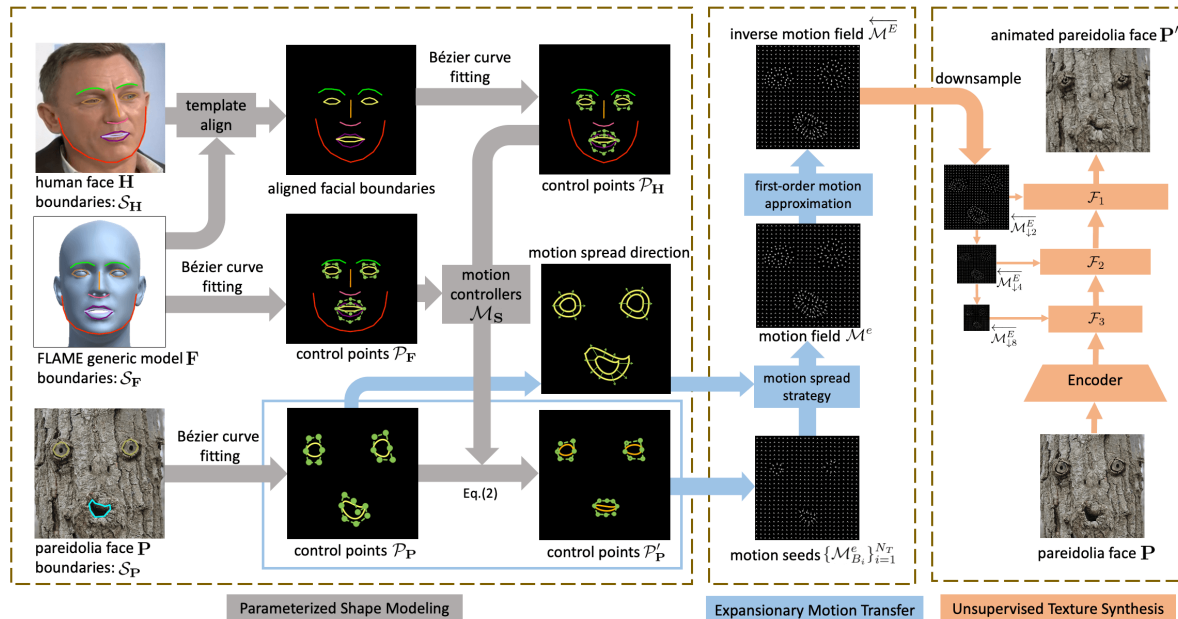 human face H
boundaries: S_H
template
align
aligned facial boundaries
Bézier curve
fitting
control points P_H
FLAME generic model F
boundaries: S_F
Bézier curve
fitting
control points P_F
motion
controllers
M_S
motion spread direction
pareidolia face P
boundaries: S_P
Bézier curve
fitting
control points P_P
Eq.(2)
control points P'_P
Parameterized Shape Modeling
inverse motion field \overleftarrow{M^E}
first-order motion
approximation
motion field M^e
motion spread
strategy
motion seeds {M^e_{B_i}}^{N_T}_{i=1}
Expansionary Motion Transfer
animated pareidolia face P'
downsample
\overleftarrow{M^E_{↓2}}
F_1
\overleftarrow{M^E_{↓4}}
F_2
\overleftarrow{M^E_{↓8}}
F_3
Encoder
pareidolia face P
Unsupervised Texture Synthesis